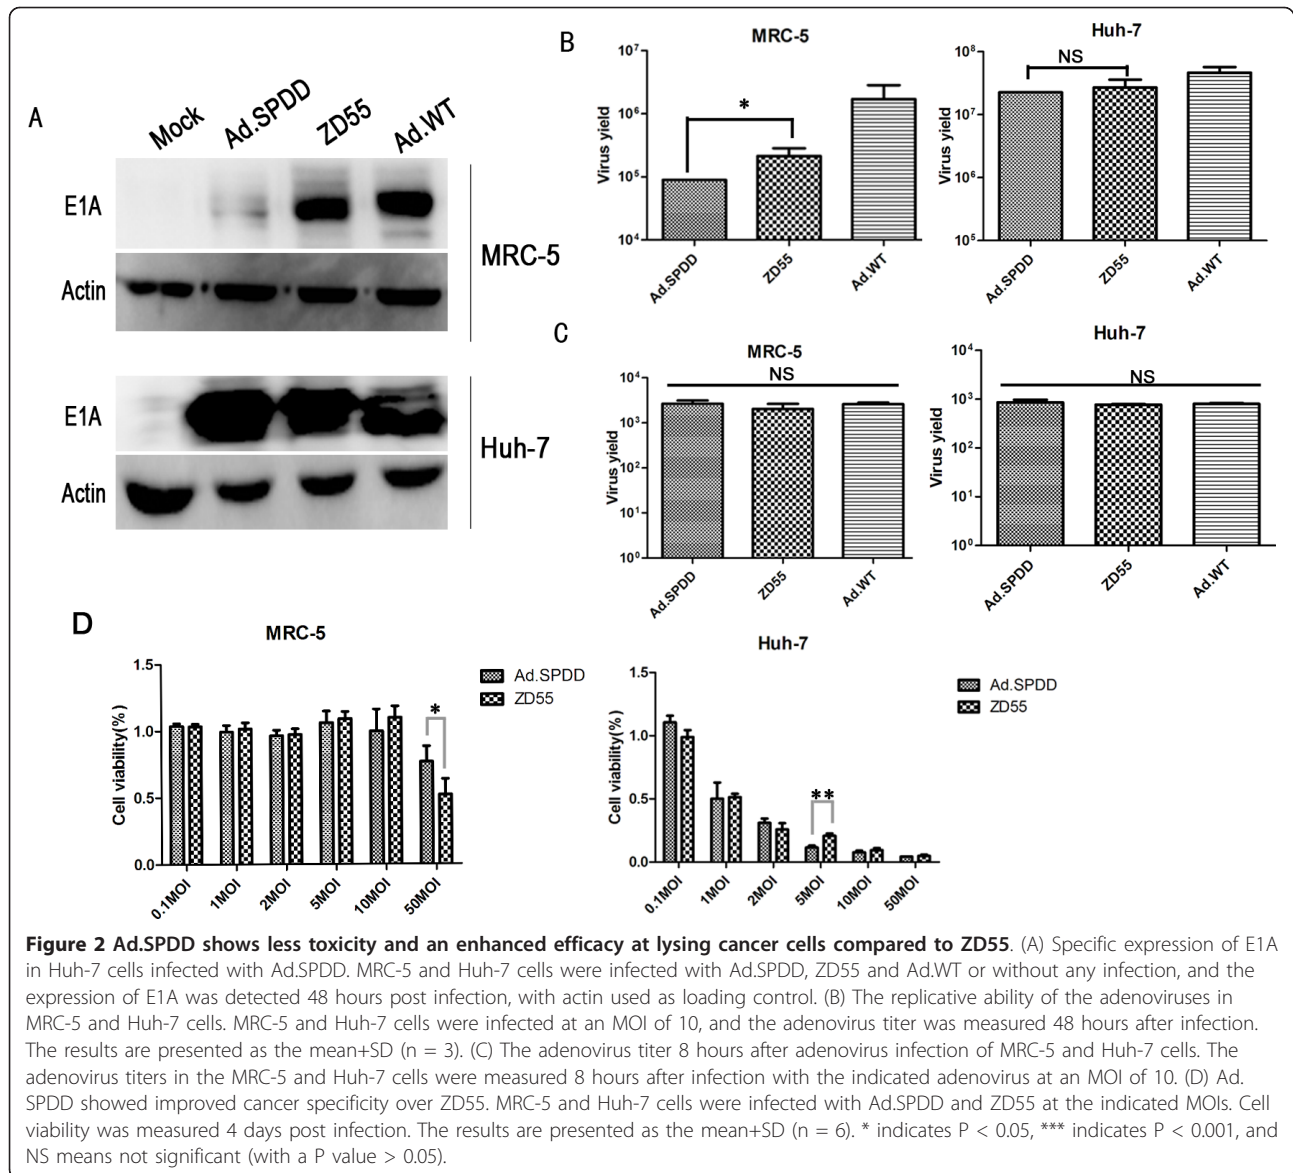 A
Mock
Ad.SPDD
ZD55
Ad.WT
E1A
Actin
MRC-5
E1A
Actin
Huh-7
B
MRC-5
Virus yield
10⁷
10⁶
10⁵
10⁴
*
Ad.SPDD
ZD55
Ad.WT
Huh-7
Virus yield
10⁸
10⁷
10⁶
10⁵
NS
Ad.SPDD
ZD55
Ad.WT
C
MRC-5
NS
Virus yield
10⁴
10³
10²
10¹
10⁰
Ad.SPDD
ZD55
Ad.WT
Huh-7
NS
Virus yield
10⁴
10³
10²
10¹
10⁰
Ad.SPDD
ZD55
Ad.WT
D
MRC-5
Cell viability(%)
1.5
1.0
0.5
0.0
*
0.1MOI
1MOI
2MOI
5MOI
10MOI
50MOI
Ad.SPDD
ZD55
Huh-7
Cell viability(%)
1.5
1.0
0.5
0.0
**
0.1MOI
1MOI
2MOI
5MOI
10MOI
50MOI
Ad.SPDD
ZD55
Figure 2 Ad.SPDD shows less toxicity and an enhanced efficacy at lysing cancer cells compared to ZD55. (A) Specific expression of E1A
in Huh-7 cells infected with Ad.SPDD. MRC-5 and Huh-7 cells were infected with Ad.SPDD, ZD55 and Ad.WT or without any infection, and the
expression of E1A was detected 48 hours post infection, with actin used as loading control. (B) The replicative ability of the adenoviruses in
MRC-5 and Huh-7 cells. MRC-5 and Huh-7 cells were infected at an MOI of 10, and the adenovirus titer was measured 48 hours after infection.
The results are presented as the mean+SD (n = 3). (C) The adenovirus titer 8 hours after adenovirus infection of MRC-5 and Huh-7 cells. The
adenovirus titers in the MRC-5 and Huh-7 cells were measured 8 hours after infection with the indicated adenovirus at an MOI of 10. (D) Ad.
SPDD showed improved cancer specificity over ZD55. MRC-5 and Huh-7 cells were infected with Ad.SPDD and ZD55 at the indicated MOIs. Cell
viability was measured 4 days post infection. The results are presented as the mean+SD (n = 6). * indicates P < 0.05, *** indicates P < 0.001, and
NS means not significant (with a P value > 0.05).